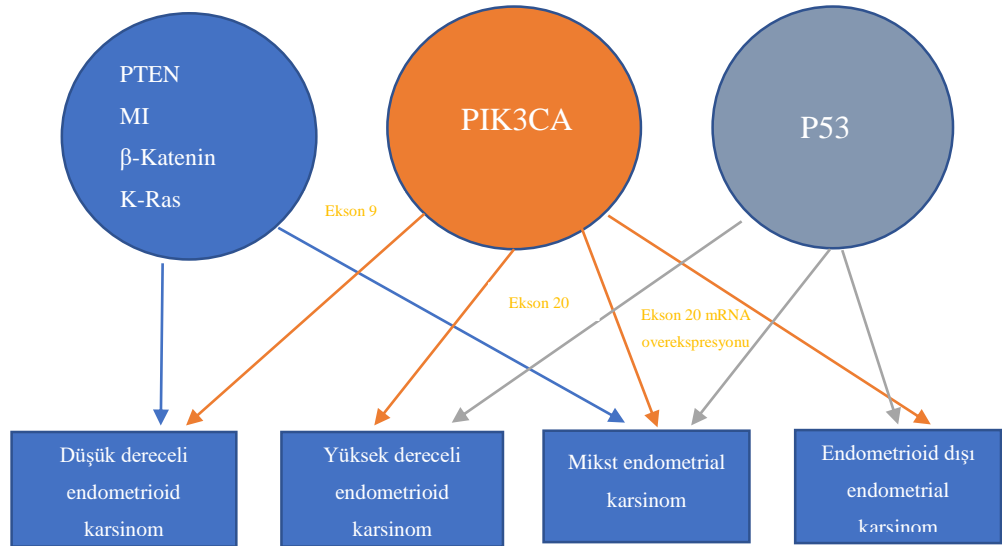 PTEN
MI
β-Katenin
K-Ras
PIK3CA
P53
Ekson 9
Ekson 20
Ekson 20 mRNA
overekspresyonu
Düşük dereceli
endometrioid
karsinom
Yüksek dereceli
endometrioid
karsinom
Mikst endometrial
karsinom
Endometrioid dışı
endometrial
karsinom